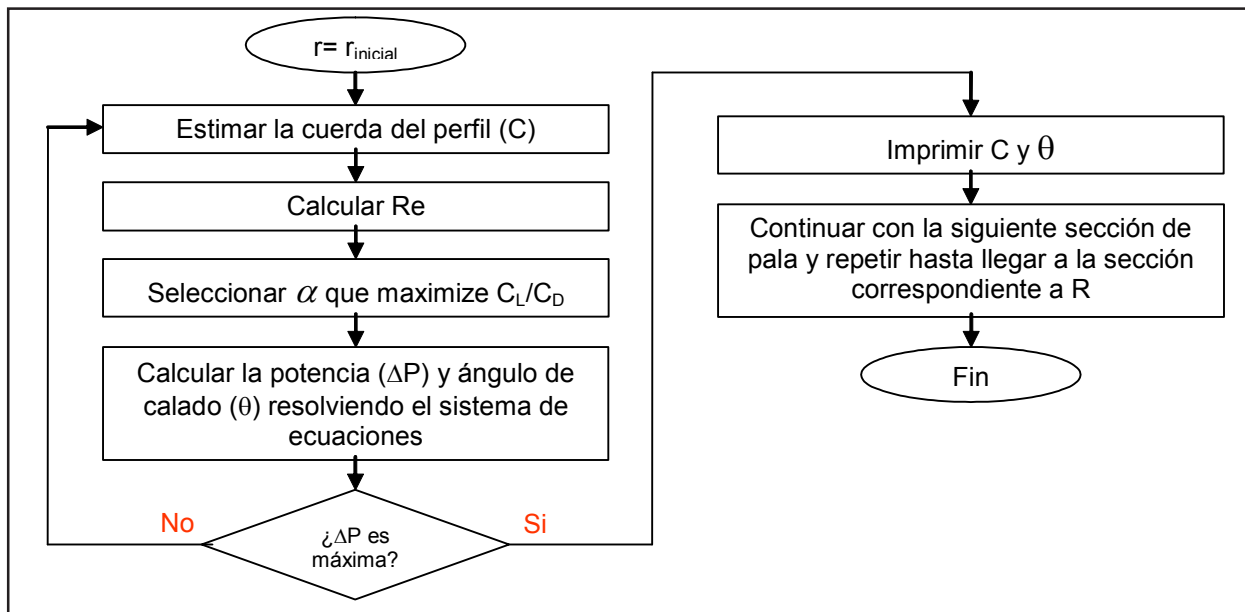 r= r_inicial
Estimar la cuerda del perfil (C)
Calcular Re
Seleccionar α que maximize C_L/C_D
Calcular la potencia (ΔP) y ángulo de
calado (θ) resolviendo el sistema de
ecuaciones
¿ΔP es
máxima?
No
Si
Imprimir C y θ
Continuar con la siguiente sección de
pala y repetir hasta llegar a la sección
correspondiente a R
Fin